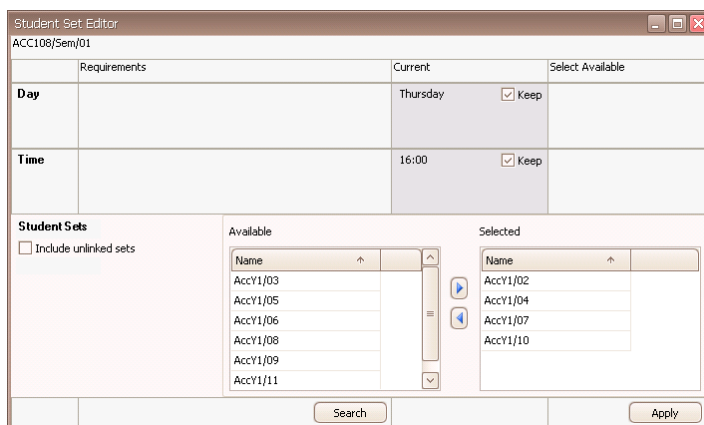 Student Set Editor
ACC108/Sem/01
Requirements Current Select Available
Day Thursday Keep
Time 16:00 Keep
Student Sets
Include unlinked sets
Available
Name
AccY1/03
AccY1/05
AccY1/06
AccY1/08
AccY1/09
AccY1/11
Selected
Name
AccY1/02
AccY1/04
AccY1/07
AccY1/10
Search Apply